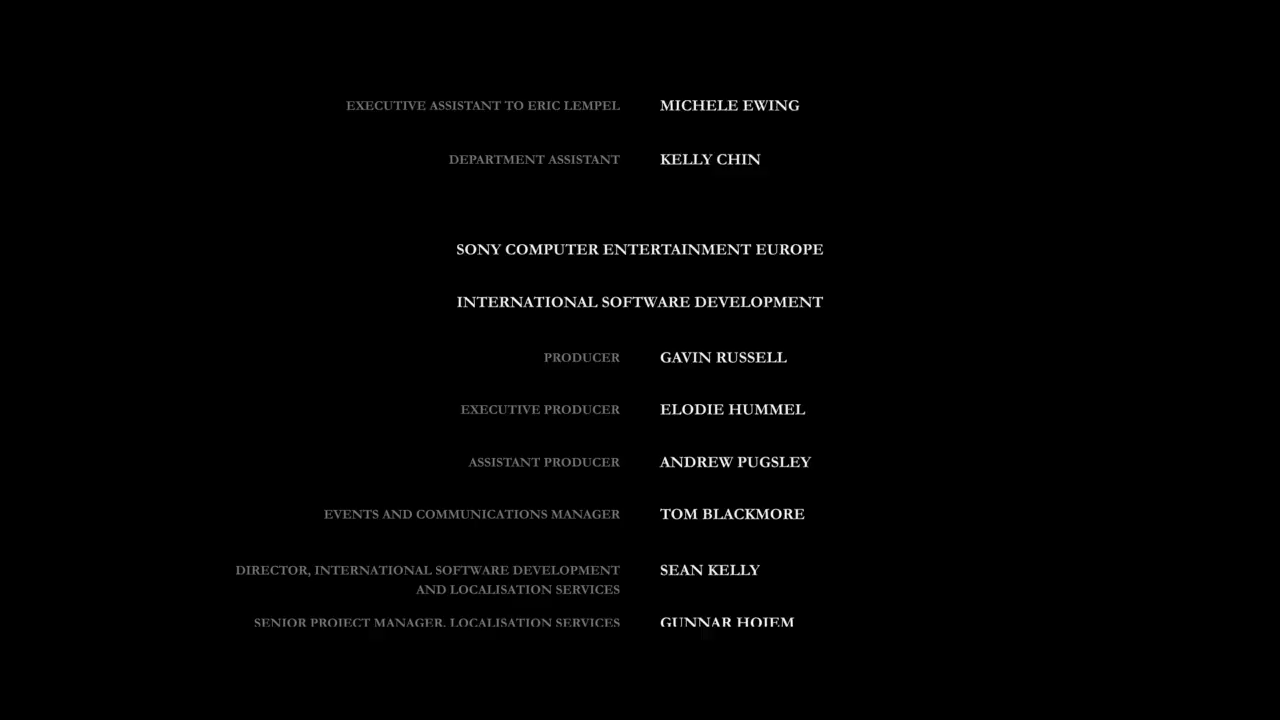 EXECUTIVE ASSISTANT TO ERIC LEMPEL MICHELE EWING
DEPARTMENT ASSISTANT KELLY CHIN
SONY COMPUTER ENTERTAINMENT EUROPE
INTERNATIONAL SOFTWARE DEVELOPMENT
PRODUCER GAVIN RUSSELL
EXECUTIVE PRODUCER ELODIE HUMMEL
ASSISTANT PRODUCER ANDREW PUGSLEY
EVENTS AND COMMUNICATIONS MANAGER TOM BLACKMORE
DIRECTOR, INTERNATIONAL SOFTWARE DEVELOPMENT SEAN KELLY
AND LOCALISATION SERVICES
SENIOR PROJECT MANAGER, LOCALISATION SERVICES GUNNAR HOJEM